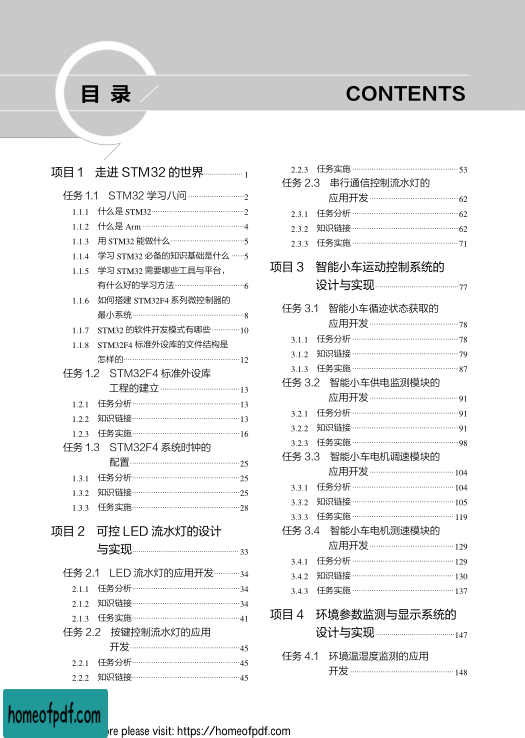 目 录
CONTENTS
项目 1 走进 STM32 的世界 1
任务 1.1 STM32 学习八问 2
1.1.1 什么是 STM32 2
1.1.2 什么是 Arm 4
1.1.3 用 STM32 能做什么 5
1.1.4 学习 STM32 必备的知识基础是什么 5
1.1.5 学习 STM32 需要哪些工具与平台，
有什么好的学习方法 6
1.1.6 如何搭建 STM32F4 系列微控制器的
最小系统 8
1.1.7 STM32 的软件开发模式有哪些 10
1.1.8 STM32F4 标准外设库的文件结构是
怎样的 12
任务 1.2 STM32F4 标准外设库
工程的建立 13
1.2.1 任务分析 13
1.2.2 知识链接 13
1.2.3 任务实施 16
任务 1.3 STM32F4 系统时钟的
配置 25
1.3.1 任务分析 25
1.3.2 知识链接 25
1.3.3 任务实施 28
项目 2 可控 LED 流水灯的设计
与实现 33
任务 2.1 LED 流水灯的应用开发 34
2.1.1 任务分析 34
2.1.2 知识链接 34
2.1.3 任务实施 41
任务 2.2 按键控制流水灯的应用
开发 45
2.2.1 任务分析 45
2.2.2 知识链接 45
2.2.3 任务实施 53
任务 2.3 串行通信控制流水灯的
应用开发 62
2.3.1 任务分析 62
2.3.2 知识链接 62
2.3.3 任务实施 71
项目 3 智能小车运动控制系统的
设计与实现 77
任务 3.1 智能小车循迹状态获取的
应用开发 78
3.1.1 任务分析 78
3.1.2 知识链接 79
3.1.3 任务实施 87
任务 3.2 智能小车供电监测模块的
应用开发 91
3.2.1 任务分析 91
3.2.2 知识链接 91
3.2.3 任务实施 98
任务 3.3 智能小车电机调速模块的
应用开发 104
3.3.1 任务分析 104
3.3.2 知识链接 105
3.3.3 任务实施 119
任务 3.4 智能小车电机测速模块的
应用开发 129
3.4.1 任务分析 129
3.4.2 知识链接 130
3.4.3 任务实施 137
项目 4 环境参数监测与显示系统的
设计与实现 147
任务 4.1 环境温湿度监测的应用
开发 148
homeofpdf.com
ore please visit: https://homeofpdf.com